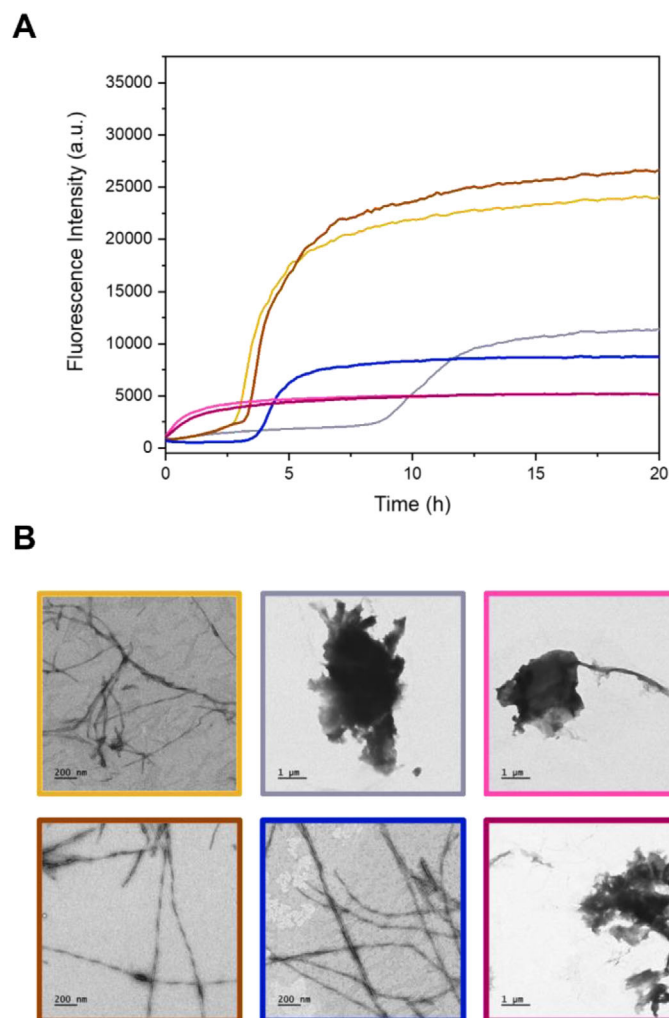 A
35000
30000
25000
20000
15000
10000
5000
0
Fluorescence Intensity (a.u.)
0 5 10 15 20
Time (h)
B
200 nm 1 µm 1 µm
200 nm 200 nm 1 µm